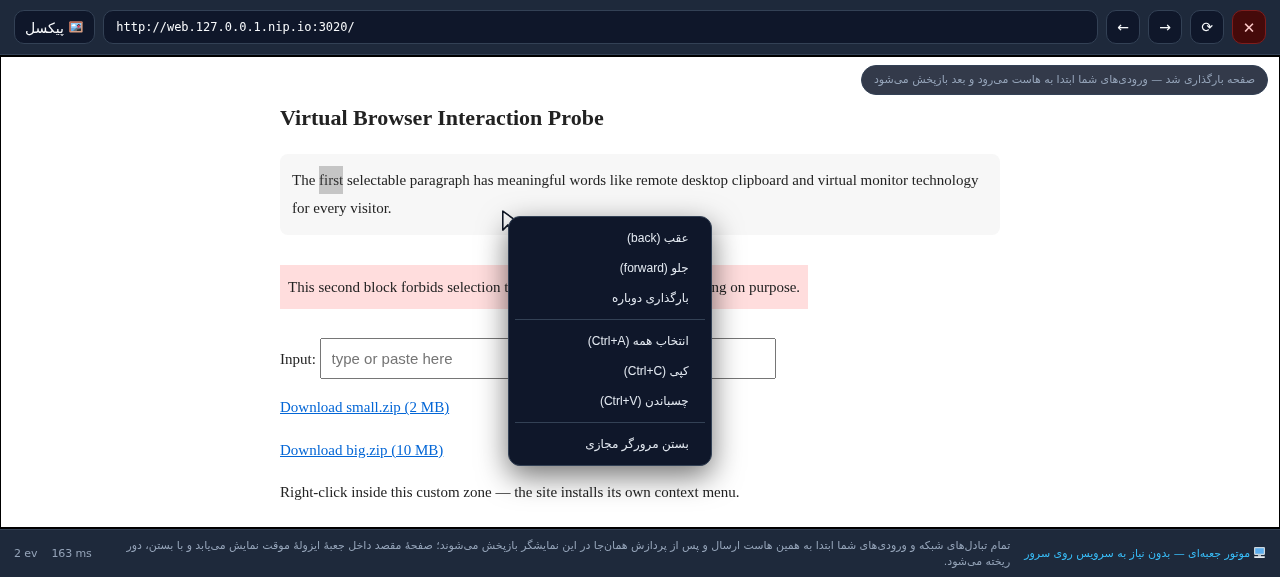 پیکسل
http://web.127.0.0.1.nip.io:3020/
← → ⟳ ✕
صفحه بارگذاری شد — ورودی‌های شما ابتدا به هاست می‌رود و بعد بازپخش می‌شود
Virtual Browser Interaction Probe
The first selectable paragraph has meaningful words like remote desktop clipboard and virtual monitor technology
for every visitor.
عقب (back)
جلو (forward)
بارگذاری دوباره
انتخاب همه (Ctrl+A)
کپی (Ctrl+C)
چسباندن (Ctrl+V)
بستن مرورگر مجازی
This second block forbids selection t
ng on purpose.
Input: type or paste here
Download small.zip (2 MB)
Download big.zip (10 MB)
Right-click inside this custom zone — the site installs its own context menu.
موتور جعبه‌ای — بدون نیاز به سرویس روی سرور
تمام تبادل‌های شبکه و ورودی‌های شما ابتدا به همین هاست ارسال و پس از پردازش همان‌جا در این نمایشگر بازپخش می‌شوند؛ صفحهٔ مقصد داخل جعبهٔ ایزولهٔ موقت نمایش می‌یابد و با بستن، دور
ریخته می‌شود.
2 ev 163 ms